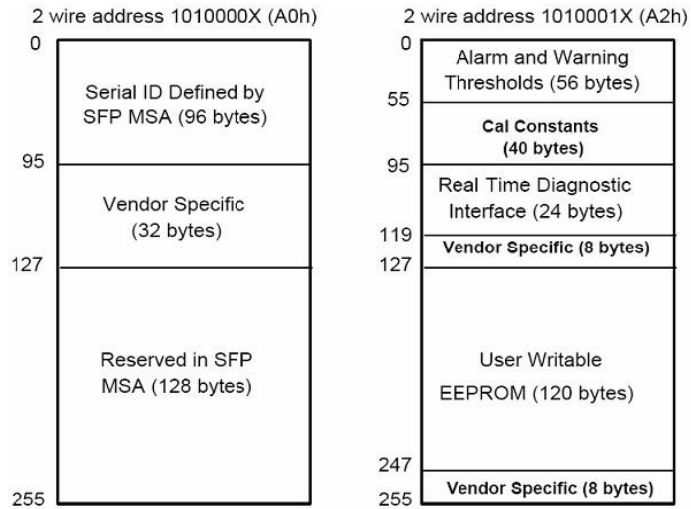 2 wire address 1010000X (A0h)
0
Serial ID Defined by
SFP MSA (96 bytes)
95
Vendor Specific
(32 bytes)
127
Reserved in SFP
MSA (128 bytes)
255
2 wire address 1010001X (A2h)
0
Alarm and Warning
Thresholds (56 bytes)
55
Cal Constants
(40 bytes)
95
Real Time Diagnostic
Interface (24 bytes)
119
Vendor Specific (8 bytes)
127
User Writable
EEPROM (120 bytes)
247
Vendor Specific (8 bytes)
255